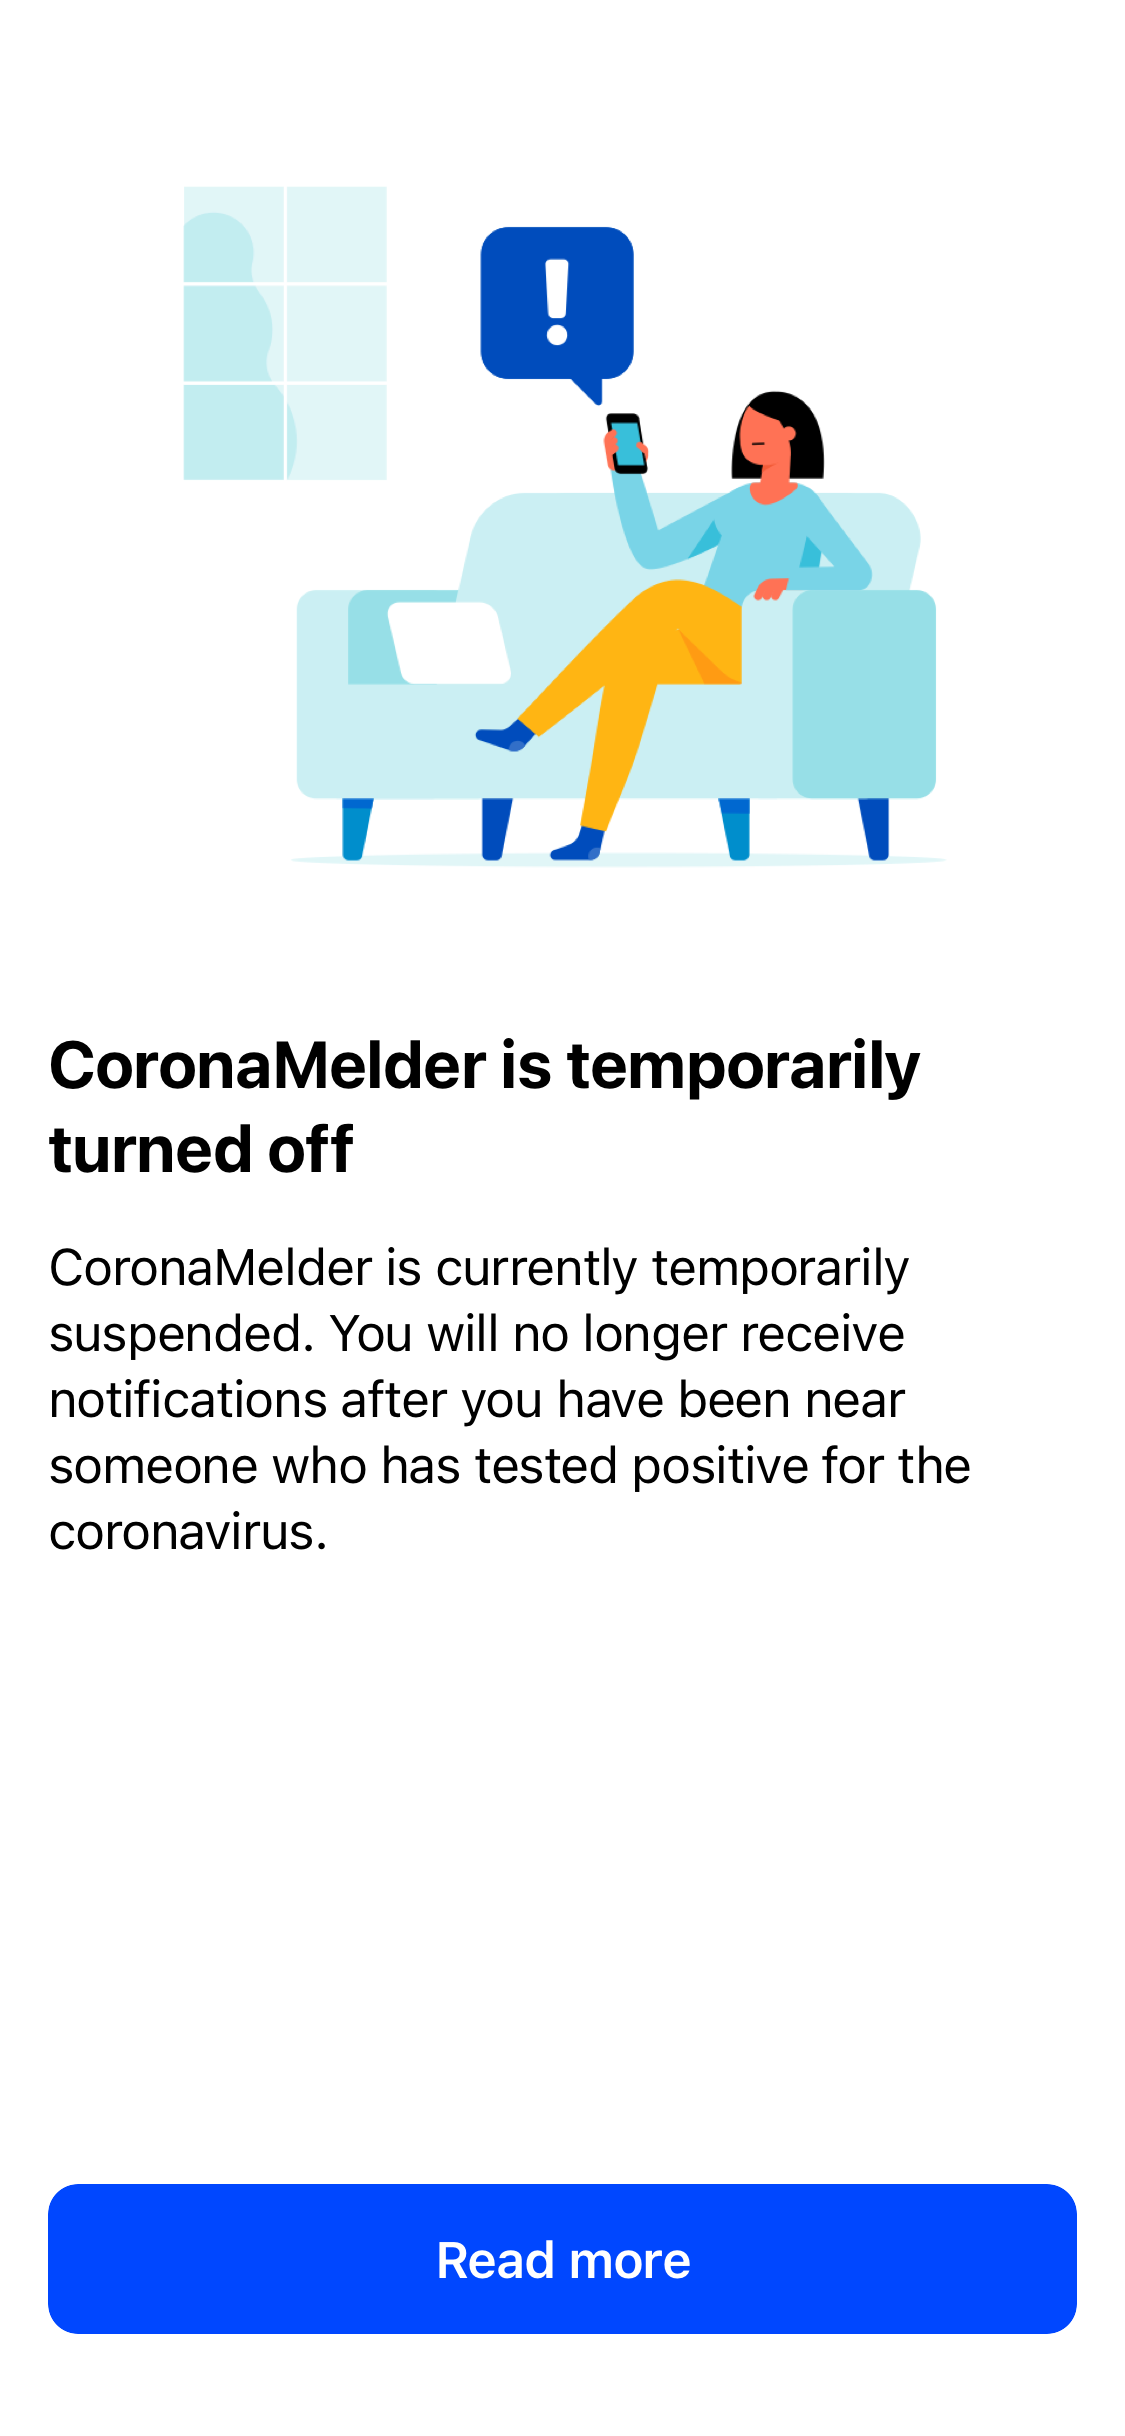 !
CoronaMelder is temporarily
turned off
CoronaMelder is currently temporarily
suspended. You will no longer receive
notifications after you have been near
someone who has tested positive for the
coronavirus.
Read more